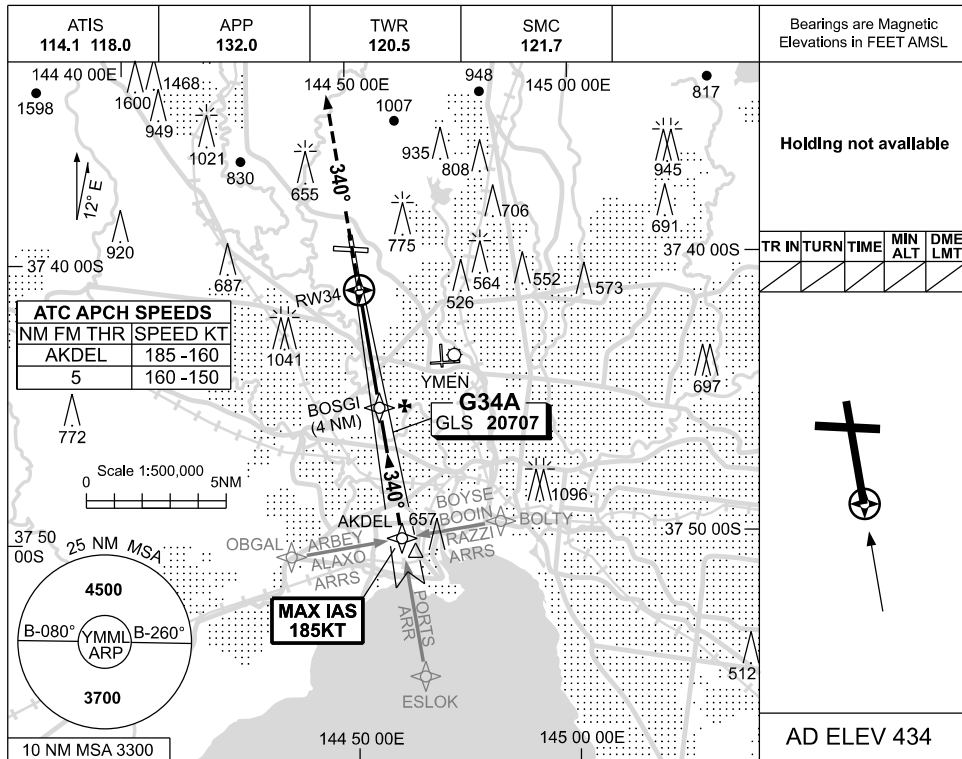 ATIS
114.1 118.0
APP
132.0
TWR
120.5
SMC
121.7
Bearings are Magnetic
Elevations in FEET AMSL
144 40 00E
144 50 00E
145 00 00E
1598
1600
1468
949
1021
830
655
1007
948
935
808
817
945
Holding not available
12° E
340°
920
687
775
706
691
37 40 00S
37 40 00S
TR IN
TURN
TIME
MIN ALT
DME LMT
526
564
552
573
RW34
ATC APCH SPEEDS
NM FM THR
SPEED KT
AKDEL
185 -160
5
160 -150
1041
772
YMEN
697
BOSGI
(4 NM)
G34A
GLS 20707
Scale 1:500,000
0
5NM
340°
1096
AKDEL
657
BOYSE
BOOIN
RAZZI
ARRS
BOLTY
OBGAL
ARBEY
ALAXO
ARRS
37 50 00S
37 50
00S
25 NM MSA
4500
B-080°
YMML
ARP
B-260°
3700
MAX IAS
185KT
PORTS
ARR
ESLOK
512
10 NM MSA 3300
144 50 00E
145 00 00E
AD ELEV 434